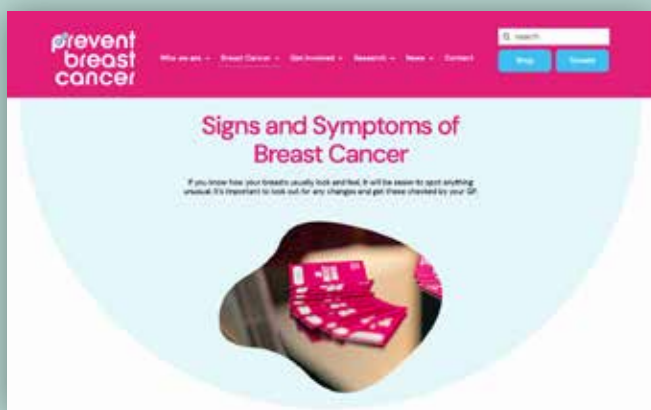 prevent
breast
cancer
Who we are
Breast Cancer
Get Involved
Research
News
Contact
search
Shop
Donate
Signs and Symptoms of
Breast Cancer
If you know how your breasts usually look and feel, it will be easier to spot anything
unusual. It's important to look out for any changes and get these checked by your GP.